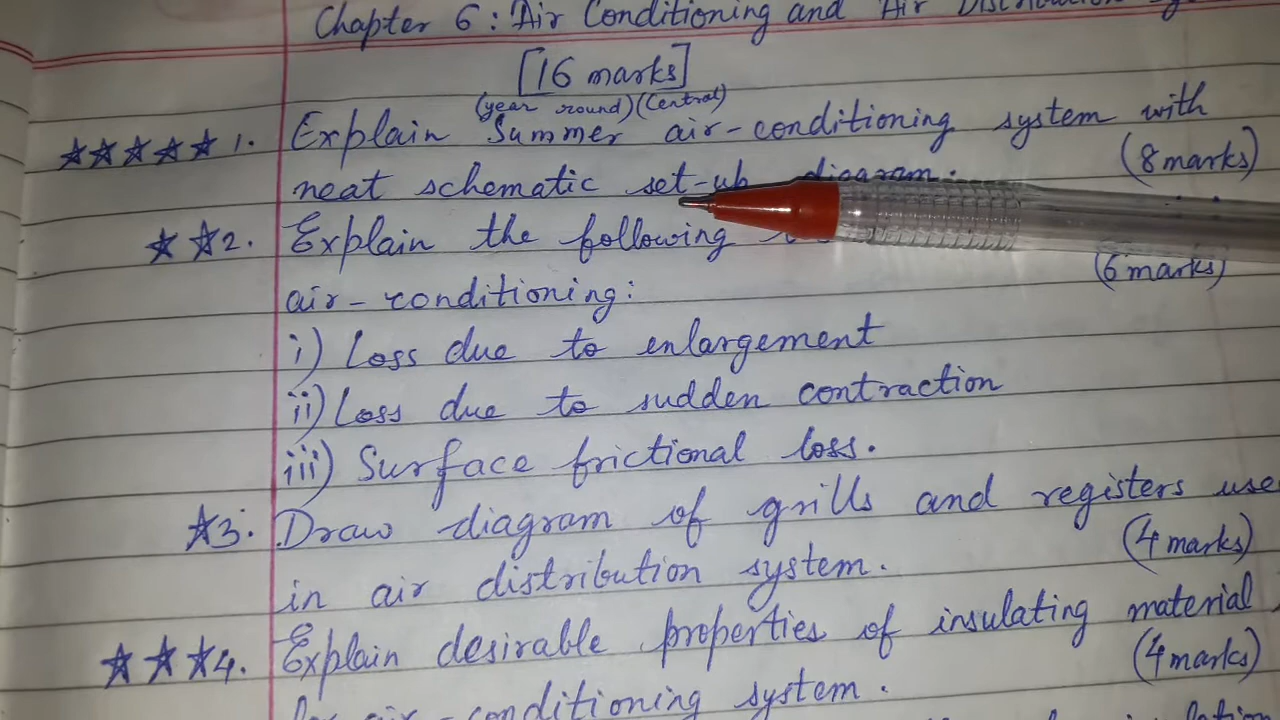 Chapter 6: Air Conditioning and Air
[16 marks]
(year round) (Central)
★★★★★ 1. Explain Summer air-conditioning system with
neat schematic set-up diagram. (8 marks)
★★2. Explain the following
air-conditioning: (6 marks)
i) Loss due to enlargement
ii) Loss due to sudden contraction
iii) Surface frictional loss.
★3. Draw diagram of grills and registers use
in air distribution system. (4 marks)
★★★4. Explain desirable properties of insulating material
air-conditioning system. (4 marks)